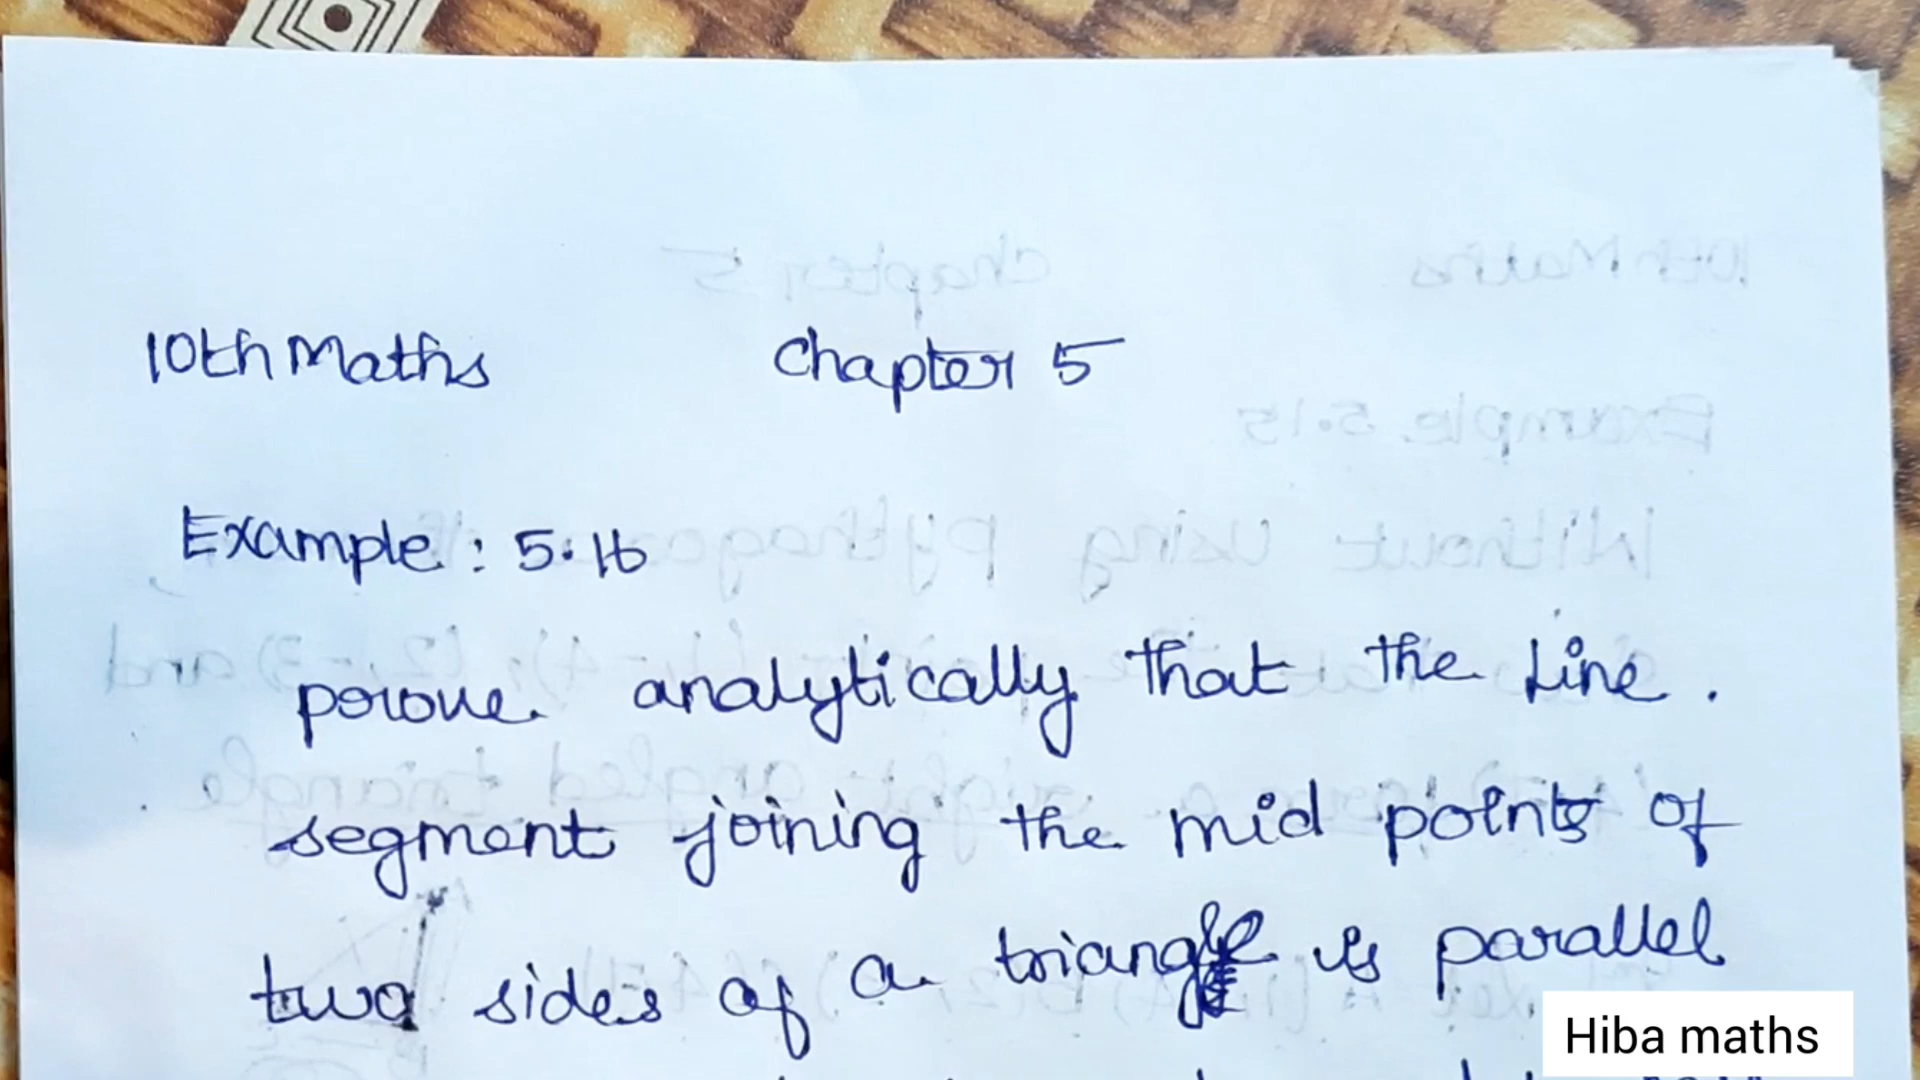 10th Maths Chapter 5
Example : 5.16
prove analytically that the Line
segment joining the mid points of
two sides of a triangle is parallel
Hiba maths